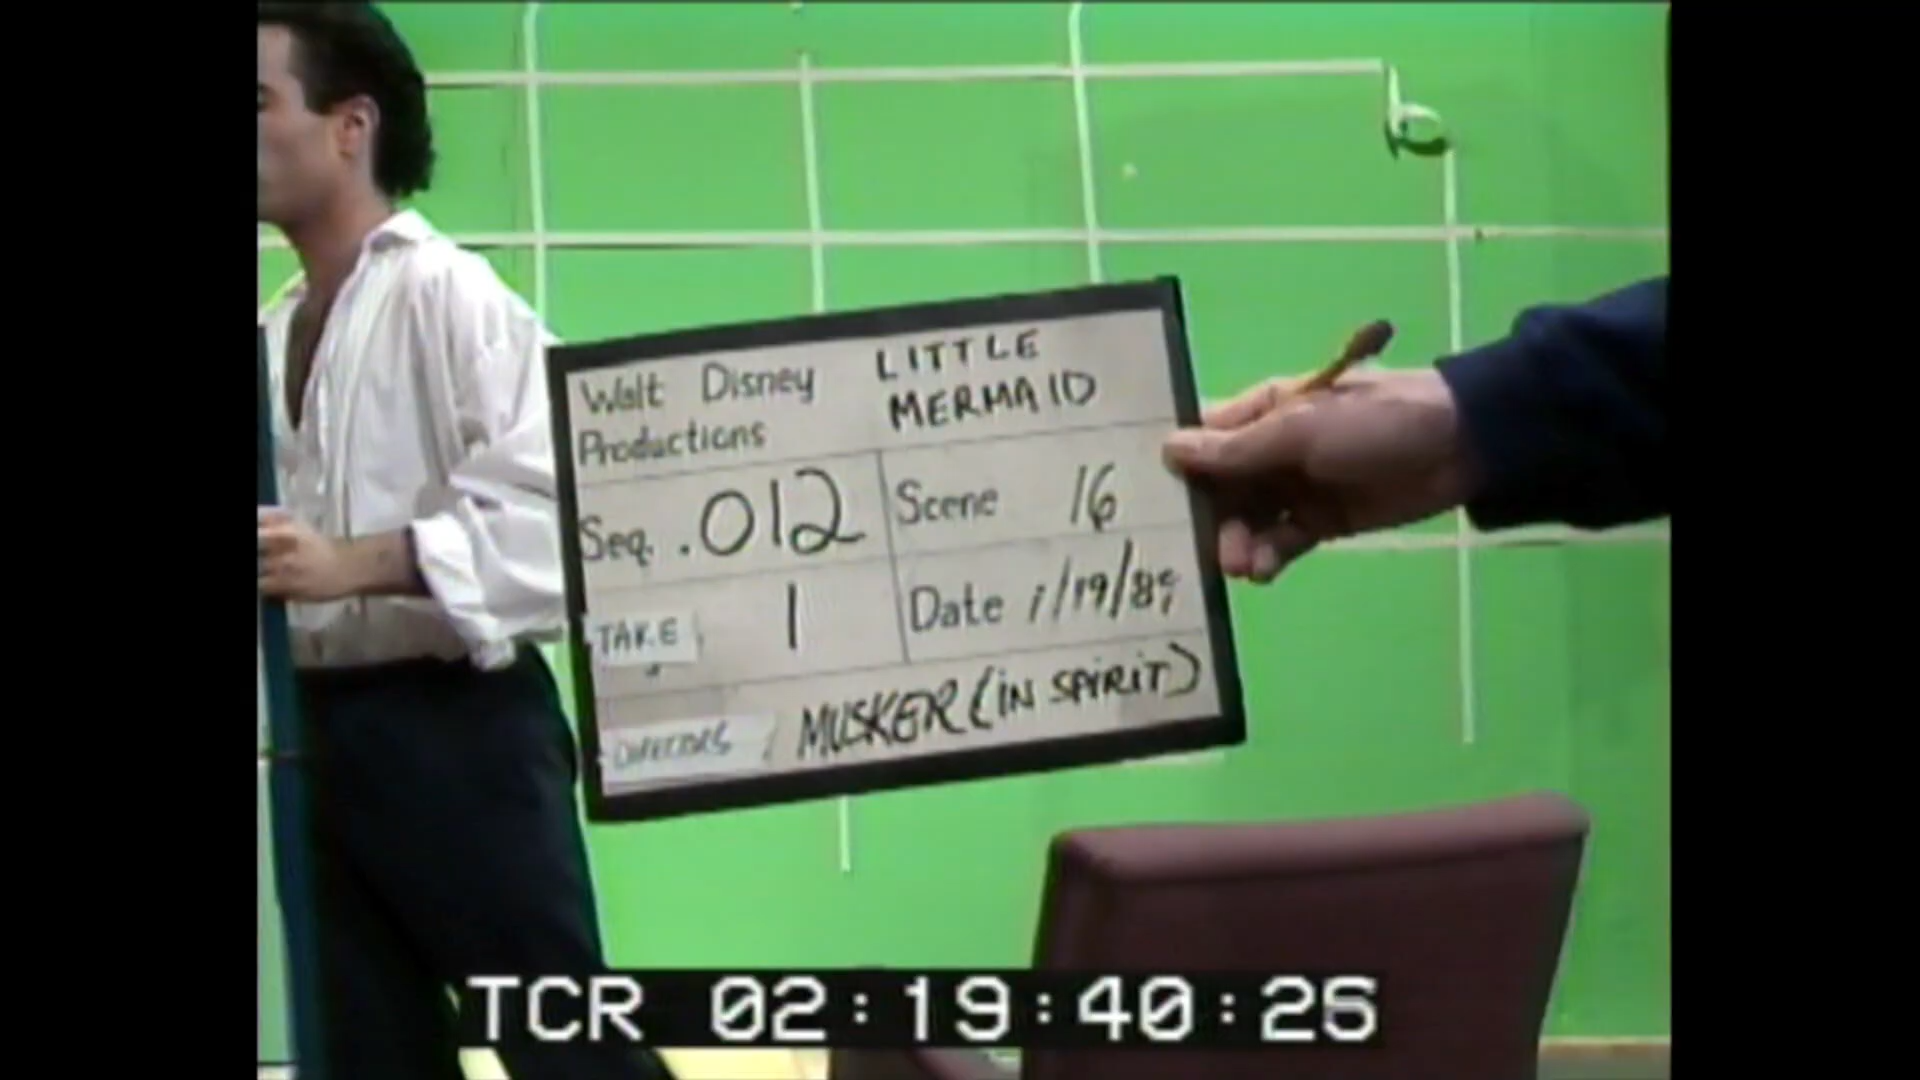 Walt Disney
Productions
LITTLE
MERMAID
Seq. .012
Scene 16
TAKE 1
Date 1/19/89
DIRECTORS MUSKER (IN SPIRIT)
TCR 02:19:40:25